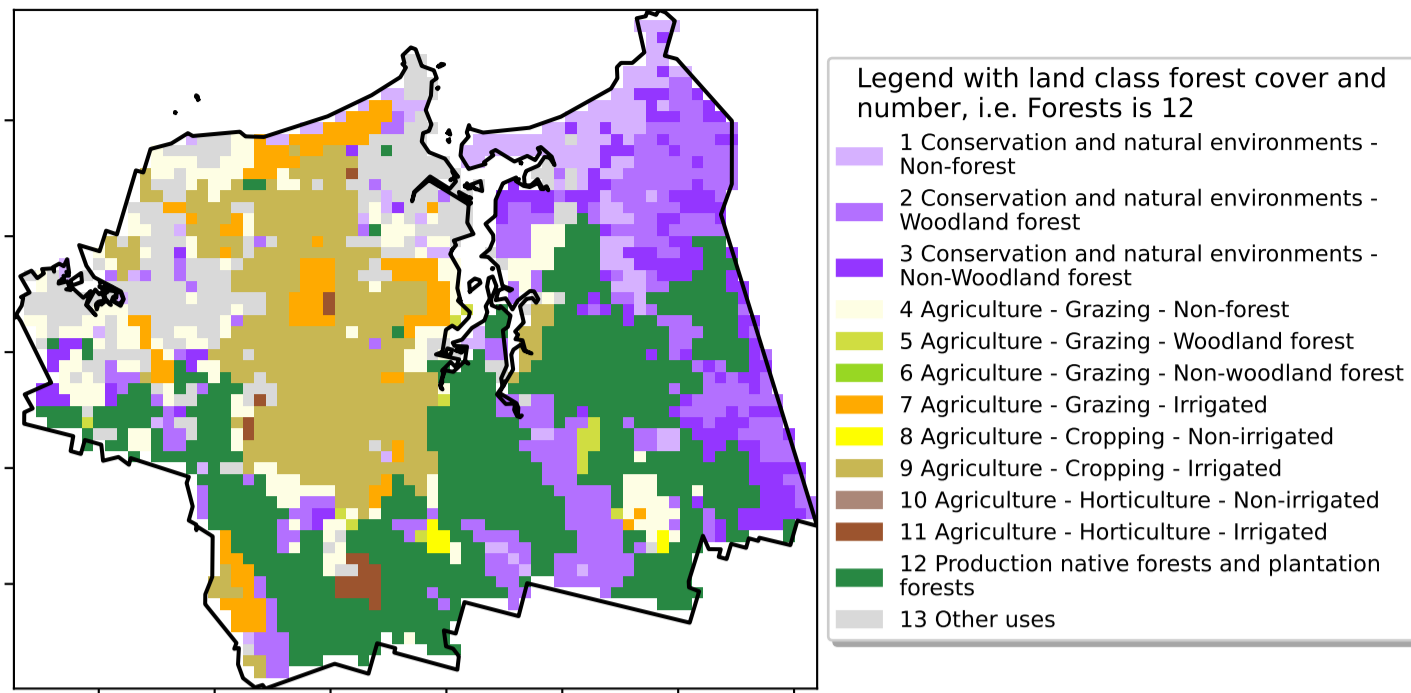 Legend with land class forest cover and
number, i.e. Forests is 12
1 Conservation and natural environments -
Non-forest
2 Conservation and natural environments -
Woodland forest
3 Conservation and natural environments -
Non-Woodland forest
4 Agriculture - Grazing - Non-forest
5 Agriculture - Grazing - Woodland forest
6 Agriculture - Grazing - Non-woodland forest
7 Agriculture - Grazing - Irrigated
8 Agriculture - Cropping - Non-irrigated
9 Agriculture - Cropping - Irrigated
10 Agriculture - Horticulture - Non-irrigated
11 Agriculture - Horticulture - Irrigated
12 Production native forests and plantation
forests
13 Other uses